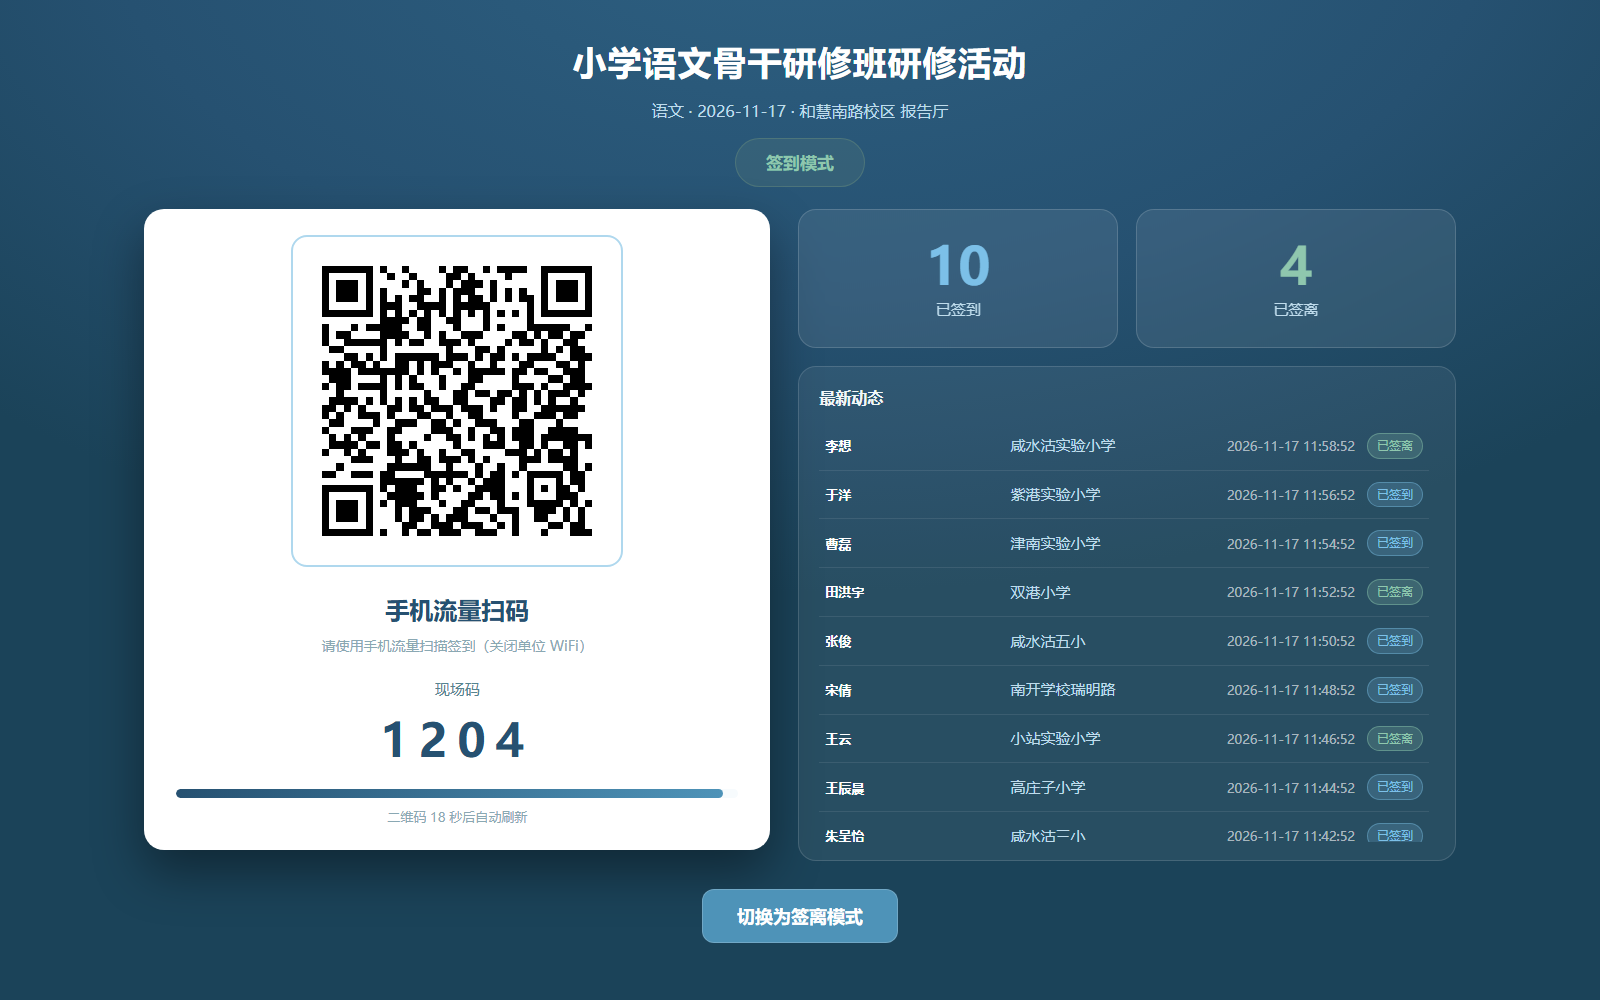 小学语文骨干研修班研修活动
语文 · 2026-11-17 · 和慧南路校区 报告厅
签到模式
手机流量扫码
请使用手机流量扫描签到（关闭单位 WiFi）
现场码
1204
二维码 18 秒后自动刷新
10
已签到
4
已签离
最新动态
李想 咸水沽实验小学 2026-11-17 11:58:52 已签离
于洋 紫港实验小学 2026-11-17 11:56:52 已签到
曹磊 津南实验小学 2026-11-17 11:54:52 已签到
田洪宇 双港小学 2026-11-17 11:52:52 已签离
张俊 咸水沽五小 2026-11-17 11:50:52 已签到
宋倩 南开学校瑞明路 2026-11-17 11:48:52 已签到
王云 小站实验小学 2026-11-17 11:46:52 已签离
王辰晨 高庄子小学 2026-11-17 11:44:52 已签到
朱呈怡 咸水沽三小 2026-11-17 11:42:52 已签到
切换为签离模式